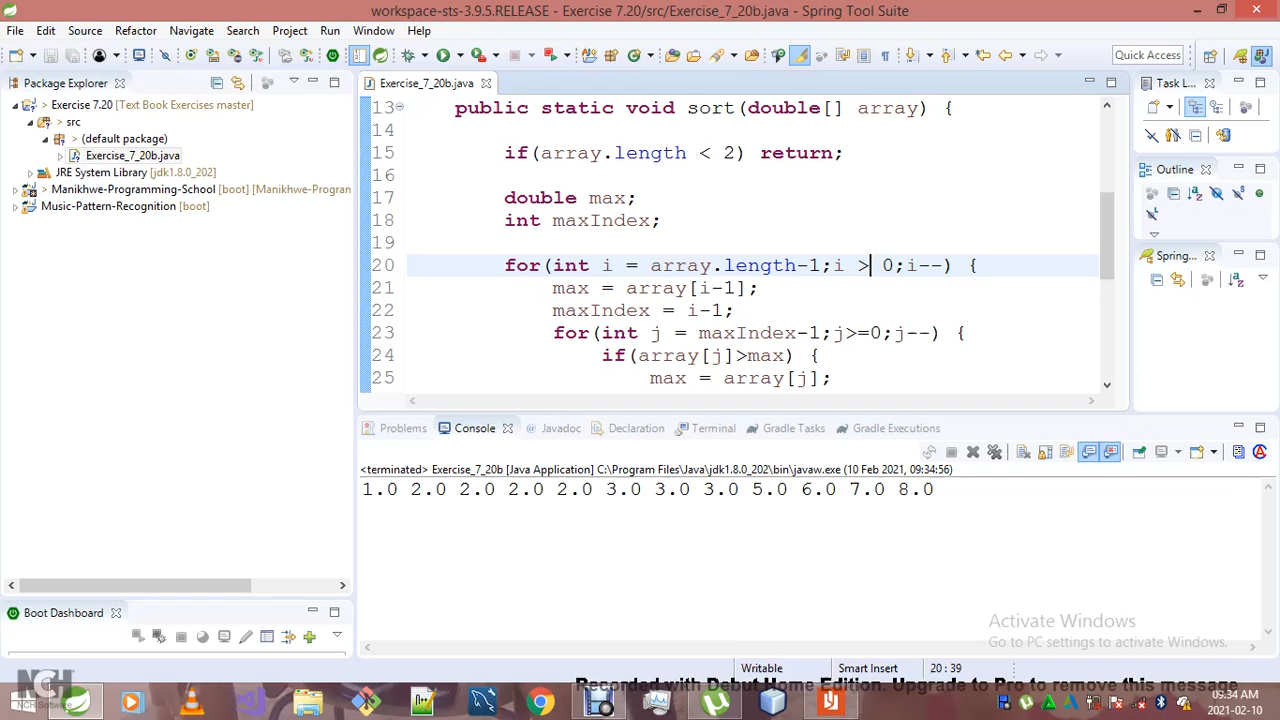 workspace-sts-3.9.5.RELEASE - Exercise 7.20/src/Exercise_7_20b.java - Spring Tool Suite
File Edit Source Refactor Navigate Search Project Run Window Help
Quick Access
Package Explorer
> Exercise 7.20 [Text Book Exercises master]
> src
> (default package)
Exercise_7_20b.java
JRE System Library [jdk1.8.0_202]
> Manikhwe-Programming-School [boot] [Manikhwe-Program
Music-Pattern-Recognition [boot]
Exercise_7_20b.java
13 public static void sort(double[] array) {
14
15 if(array.length < 2) return;
16
17 double max;
18 int maxIndex;
19
20 for(int i = array.length-1;i > 0;i--) {
21 max = array[i-1];
22 maxIndex = i-1;
23 for(int j = maxIndex-1;j>=0;j--) {
24 if(array[j]>max) {
25 max = array[j];
Task L...
Outline
Spring...
Problems Console Javadoc Declaration Terminal Gradle Tasks Gradle Executions
<terminated> Exercise_7_20b [Java Application] C:\Program Files\Java\jdk1.8.0_202\bin\javaw.exe (10 Feb 2021, 09:34:56)
1.0 2.0 2.0 2.0 2.0 3.0 3.0 3.0 5.0 6.0 7.0 8.0
Boot Dashboard
Activate Windows
Go to PC settings to activate Windows.
Writable Smart Insert 20 : 39
Recorded with Debut Home Edition. Upgrade to Pro to remove this message
NCH
NCH Software
09:34 AM
2021-02-10